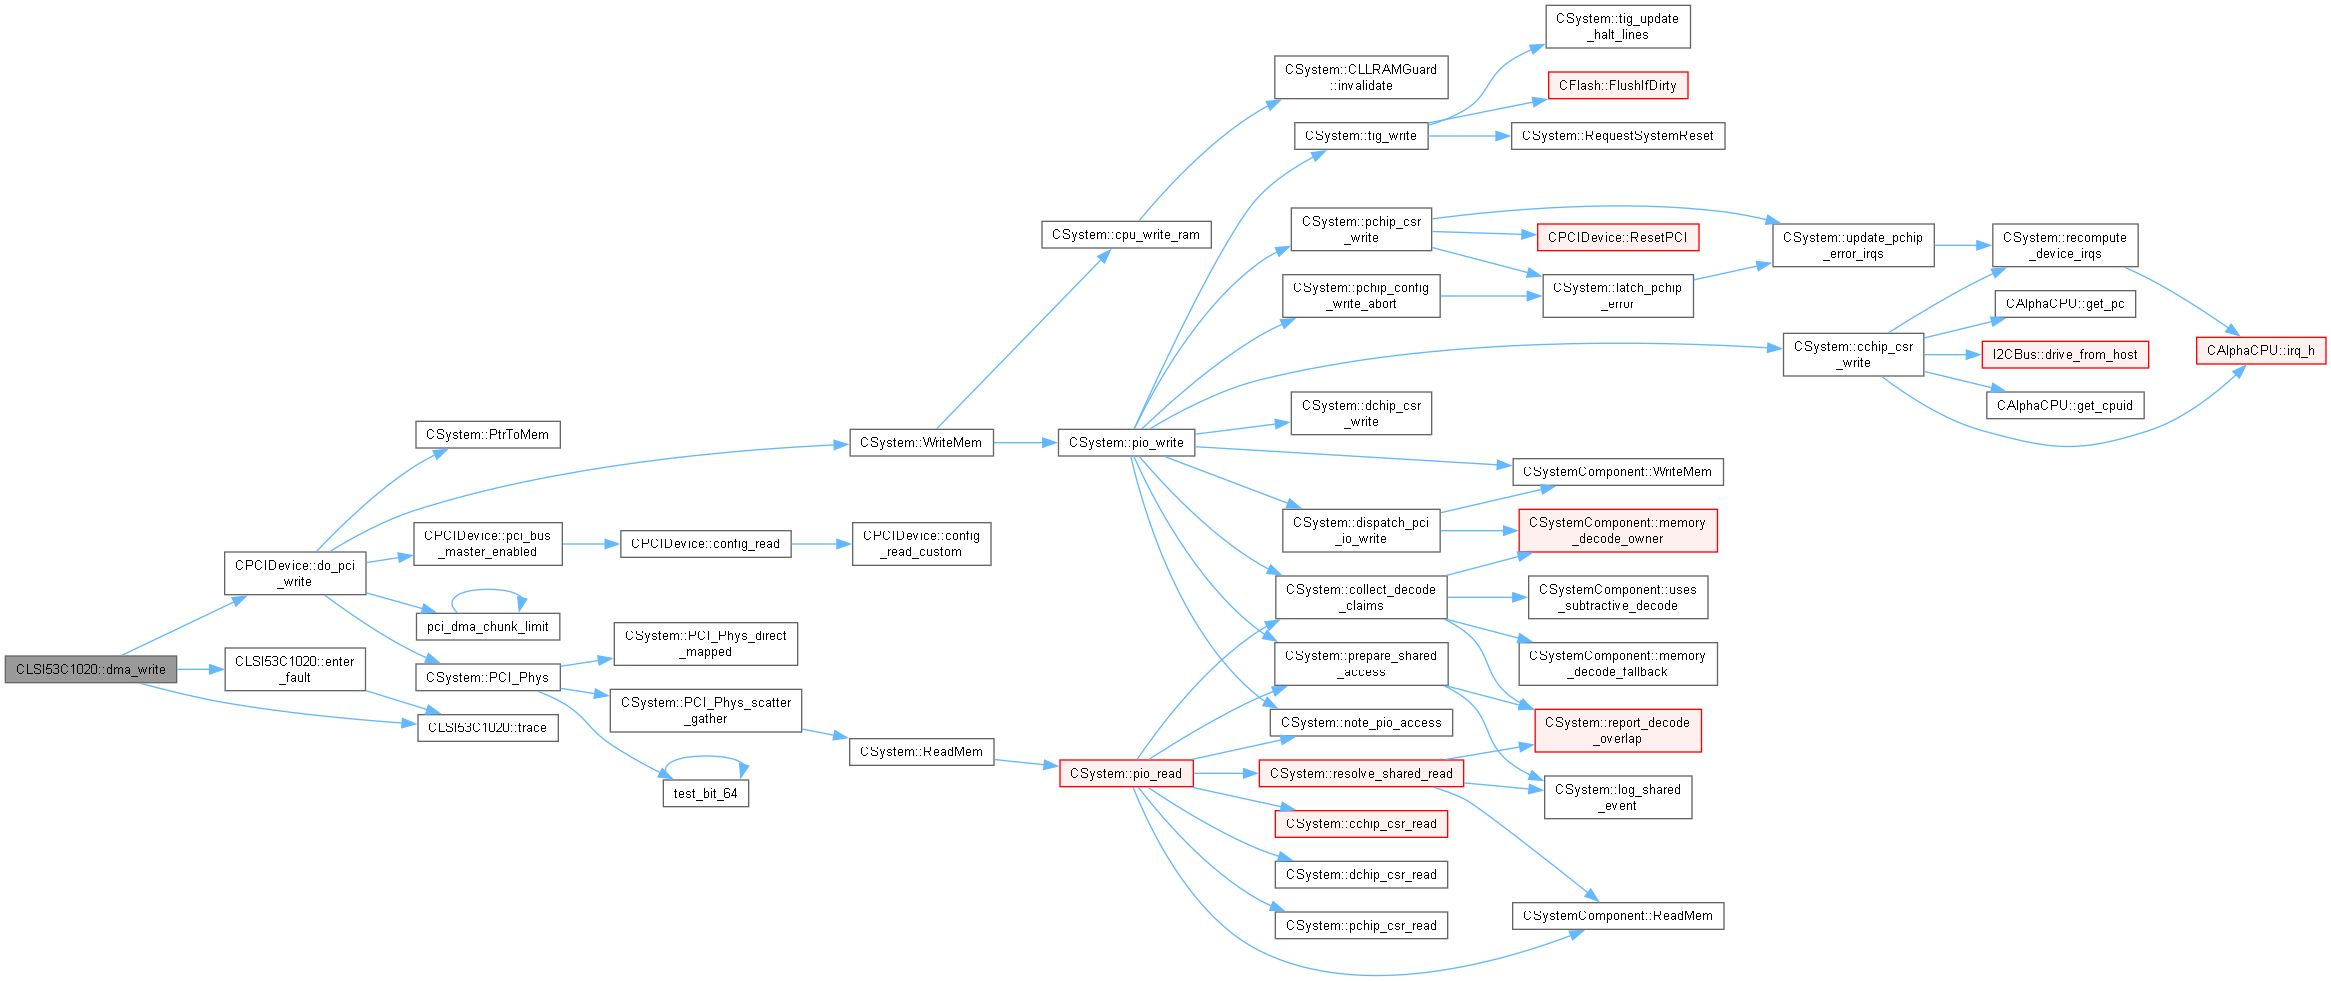 CLSI53C1020::dma_write
CPCIDevice::do_pci
_write
CLSI53C1020::enter
_fault
CSystem::PtrToMem
CPCIDevice::pci_bus
_master_enabled
pci_dma_chunk_limit
CSystem::PCI_Phys
CLSI53C1020::trace
CPCIDevice::config_read
CSystem::PCI_Phys_direct
_mapped
CSystem::PCI_Phys_scatter
_gather
test_bit_64
CSystem::WriteMem
CPCIDevice::config
_read_custom
CSystem::ReadMem
CSystem::cpu_write_ram
CSystem::pio_write
CSystem::pio_read
CSystem::CLLRAMGuard
::invalidate
CSystem::tig_write
CSystem::pchip_csr
_write
CSystem::pchip_config
_write_abort
CSystem::dchip_csr
_write
CSystem::dispatch_pci
_io_write
CSystem::collect_decode
_claims
CSystem::prepare_shared
_access
CSystem::note_pio_access
CSystem::resolve_shared_read
CSystem::cchip_csr_read
CSystem::dchip_csr_read
CSystem::pchip_csr_read
CSystem::tig_update
_halt_lines
CFlash::FlushIfDirty
CSystem::RequestSystemReset
CPCIDevice::ResetPCI
CSystem::latch_pchip
_error
CSystemComponent::WriteMem
CSystemComponent::memory
_decode_owner
CSystemComponent::uses
_subtractive_decode
CSystemComponent::memory
_decode_fallback
CSystem::report_decode
_overlap
CSystem::log_shared
_event
CSystemComponent::ReadMem
CSystem::update_pchip
_error_irqs
CSystem::cchip_csr
_write
CSystem::recompute
_device_irqs
CAlphaCPU::get_pc
I2CBus::drive_from_host
CAlphaCPU::get_cpuid
CAlphaCPU::irq_h